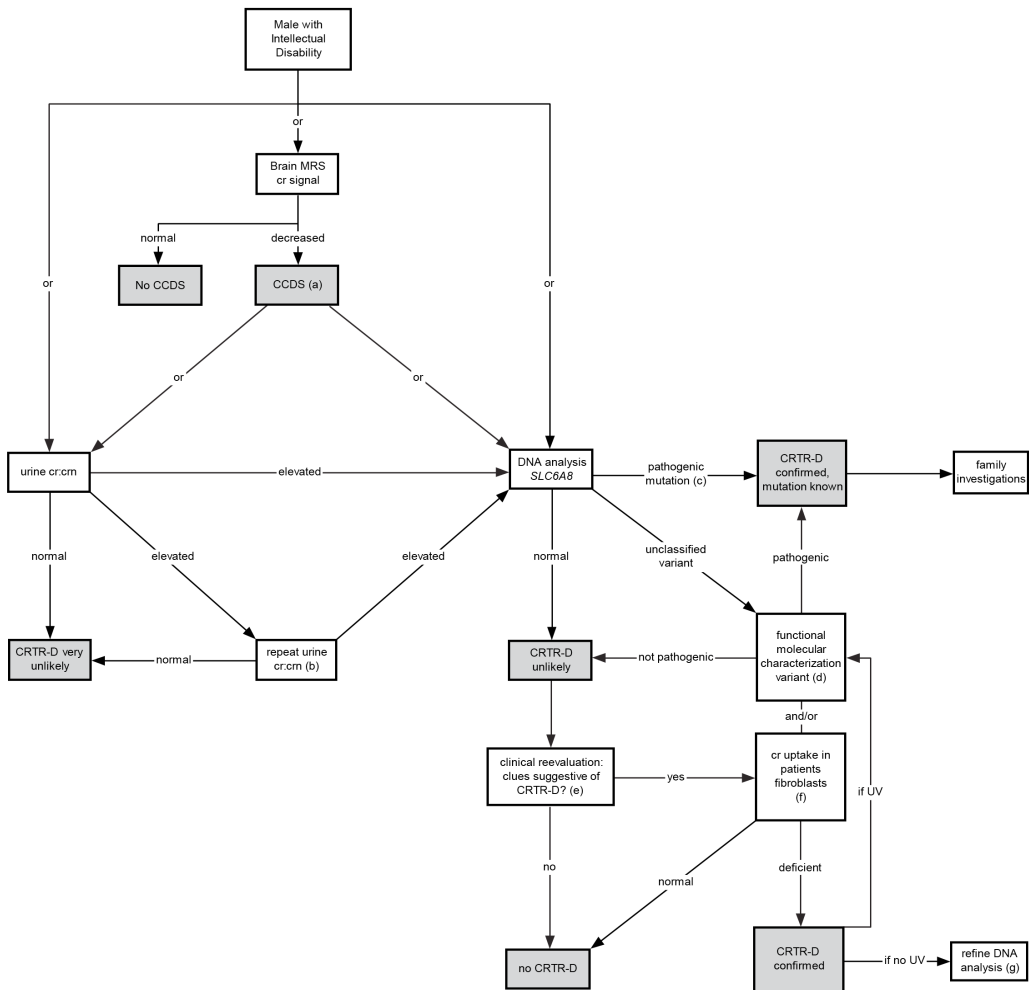 Male with
Intellectual
Disability
or
Brain MRS
cr signal
normal
decreased
or
or
No CCDS
CCDS (a)
or
or
urine cr:crn
elevated
DNA analysis
SLC6A8
pathogenic
mutation (c)
CRTR-D
confirmed,
mutation known
family
investigations
normal
elevated
elevated
normal
unclassified
variant
pathogenic
CRTR-D very
unlikely
normal
repeat urine
cr:crn (b)
CRTR-D
unlikely
not pathogenic
functional
molecular
characterization
variant (d)
and/or
clinical reevaluation:
clues suggestive of
CRTR-D? (e)
yes
cr uptake in
patients
fibroblasts
(f)
if UV
no
normal
deficient
no CRTR-D
CRTR-D
confirmed
if no UV
refine DNA
analysis (g)